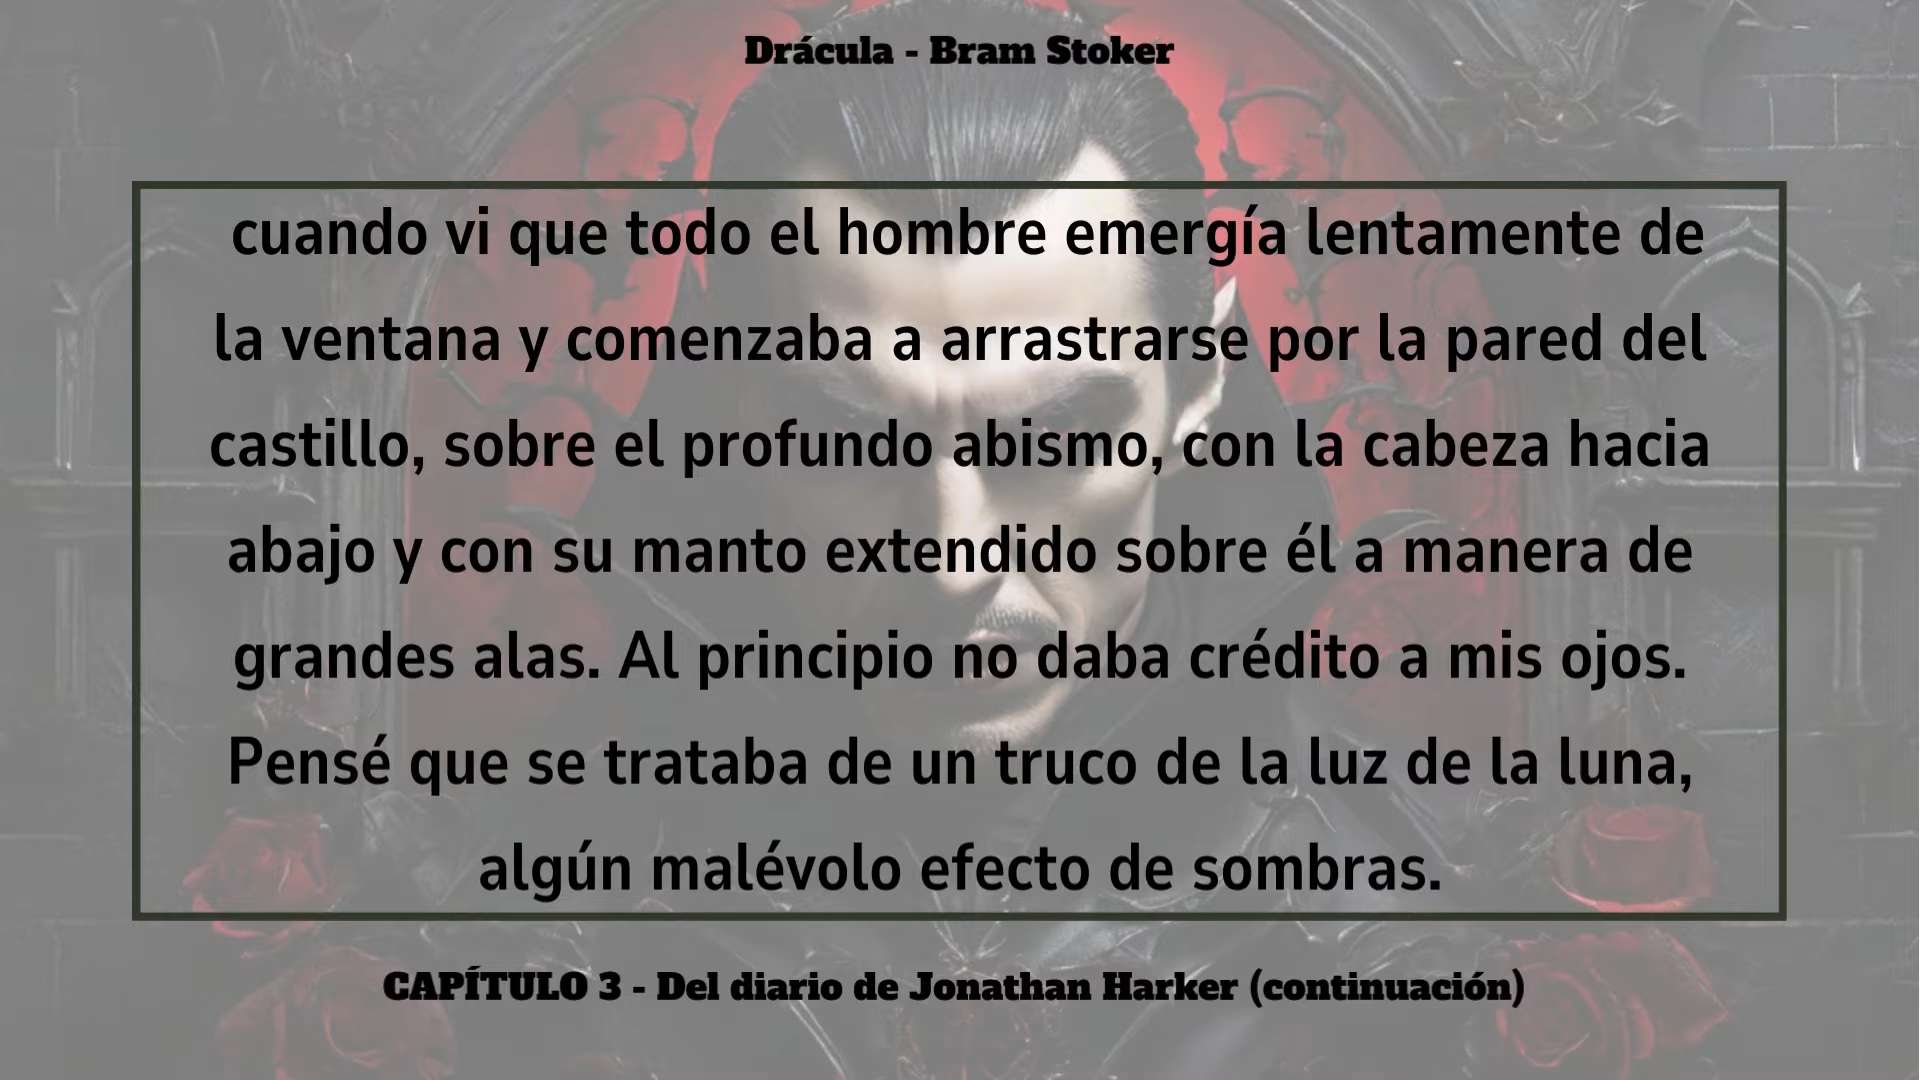 Drácula - Bram Stoker
cuando vi que todo el hombre emergía lentamente de
la ventana y comenzaba a arrastrarse por la pared del
castillo, sobre el profundo abismo, con la cabeza hacia
abajo y con su manto extendido sobre él a manera de
grandes alas. Al principio no daba crédito a mis ojos.
Pensé que se trataba de un truco de la luz de la luna,
algún malévolo efecto de sombras.
CAPÍTULO 3 - Del diario de Jonathan Harker (continuación)